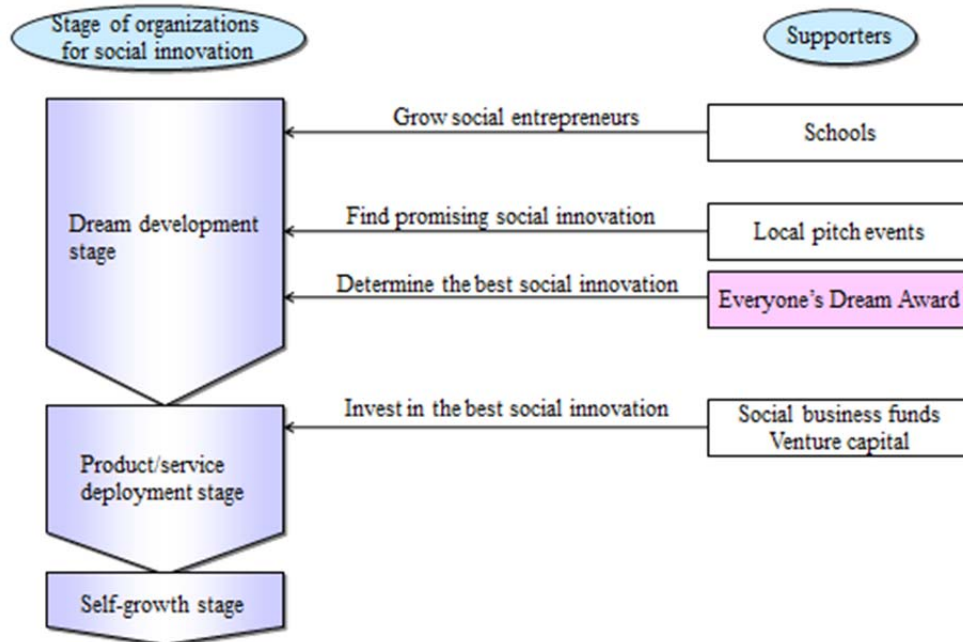 Stage of organizations
for social innovation
Supporters
Grow social entrepreneurs
Schools
Dream development
stage
Find promising social innovation
Local pitch events
Determine the best social innovation
Everyone’s Dream Award
Invest in the best social innovation
Social business funds
Venture capital
Product/service
deployment stage
Self-growth stage